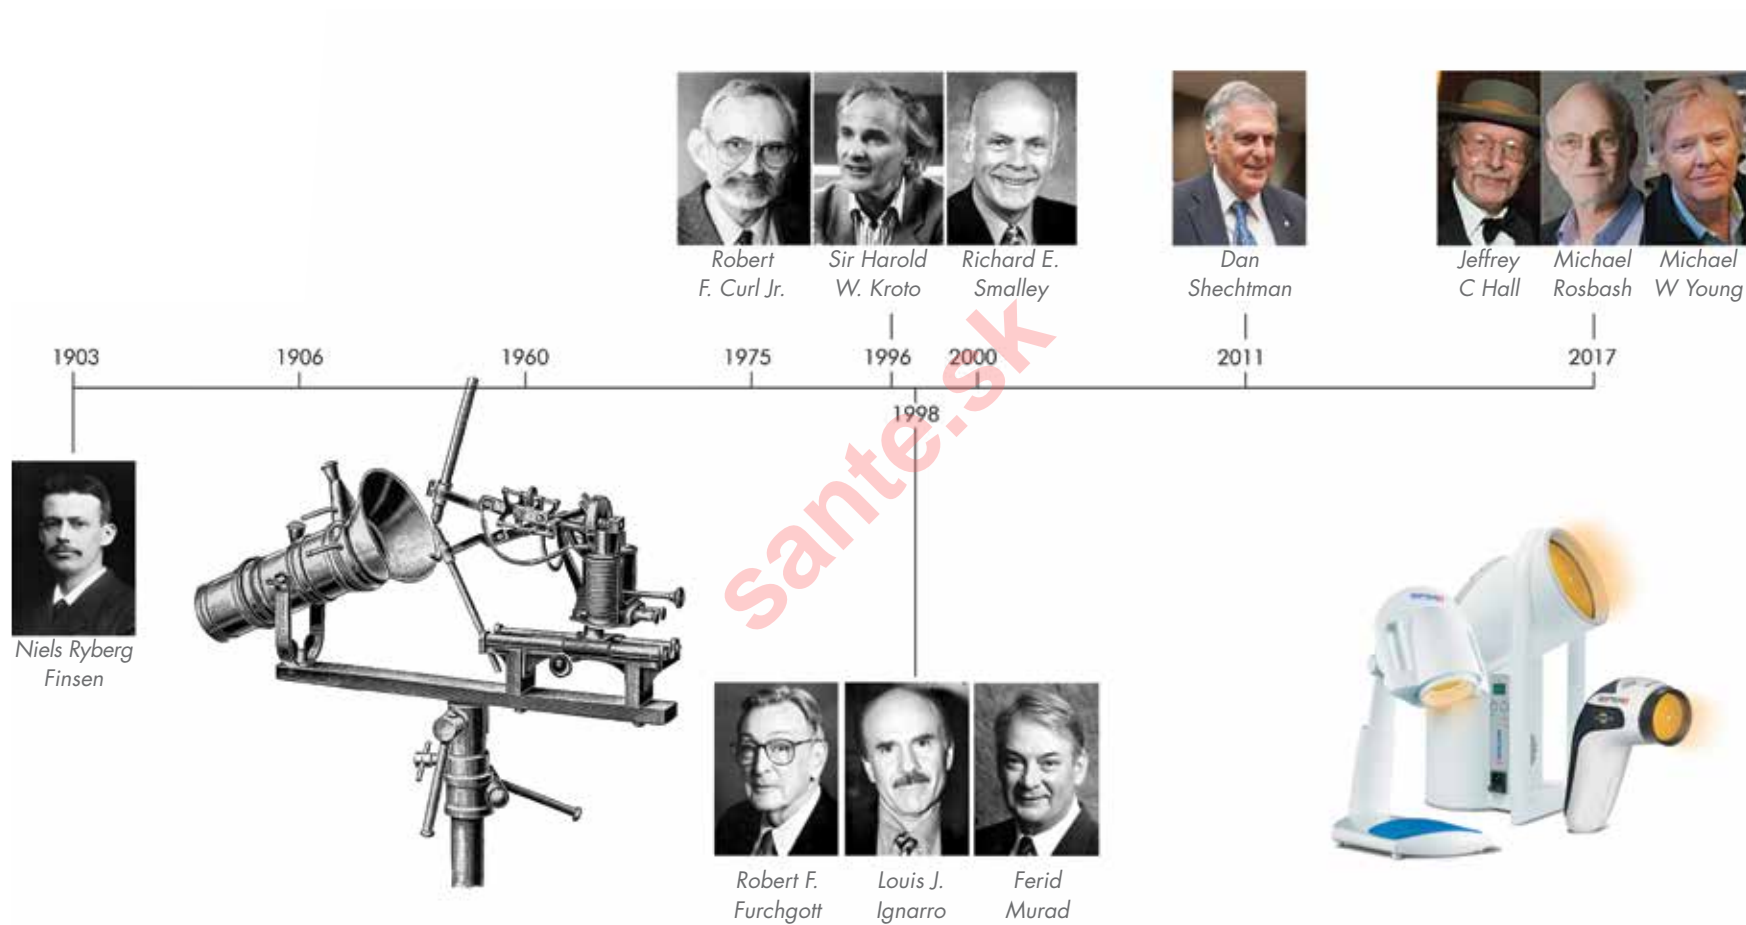 Robert
F. Curl Jr.
Sir Harold
W. Kroto
Richard E.
Smalley
Dan
Shechtman
Jeffrey
C Hall
Michael
Rosbash
Michael
W Young
1903
1906
1960
1975
1996
2000
2011
2017
1998
sante.sk
Niels Ryberg
Finsen
Robert F.
Furchgott
Louis J.
Ignarro
Ferid
Murad